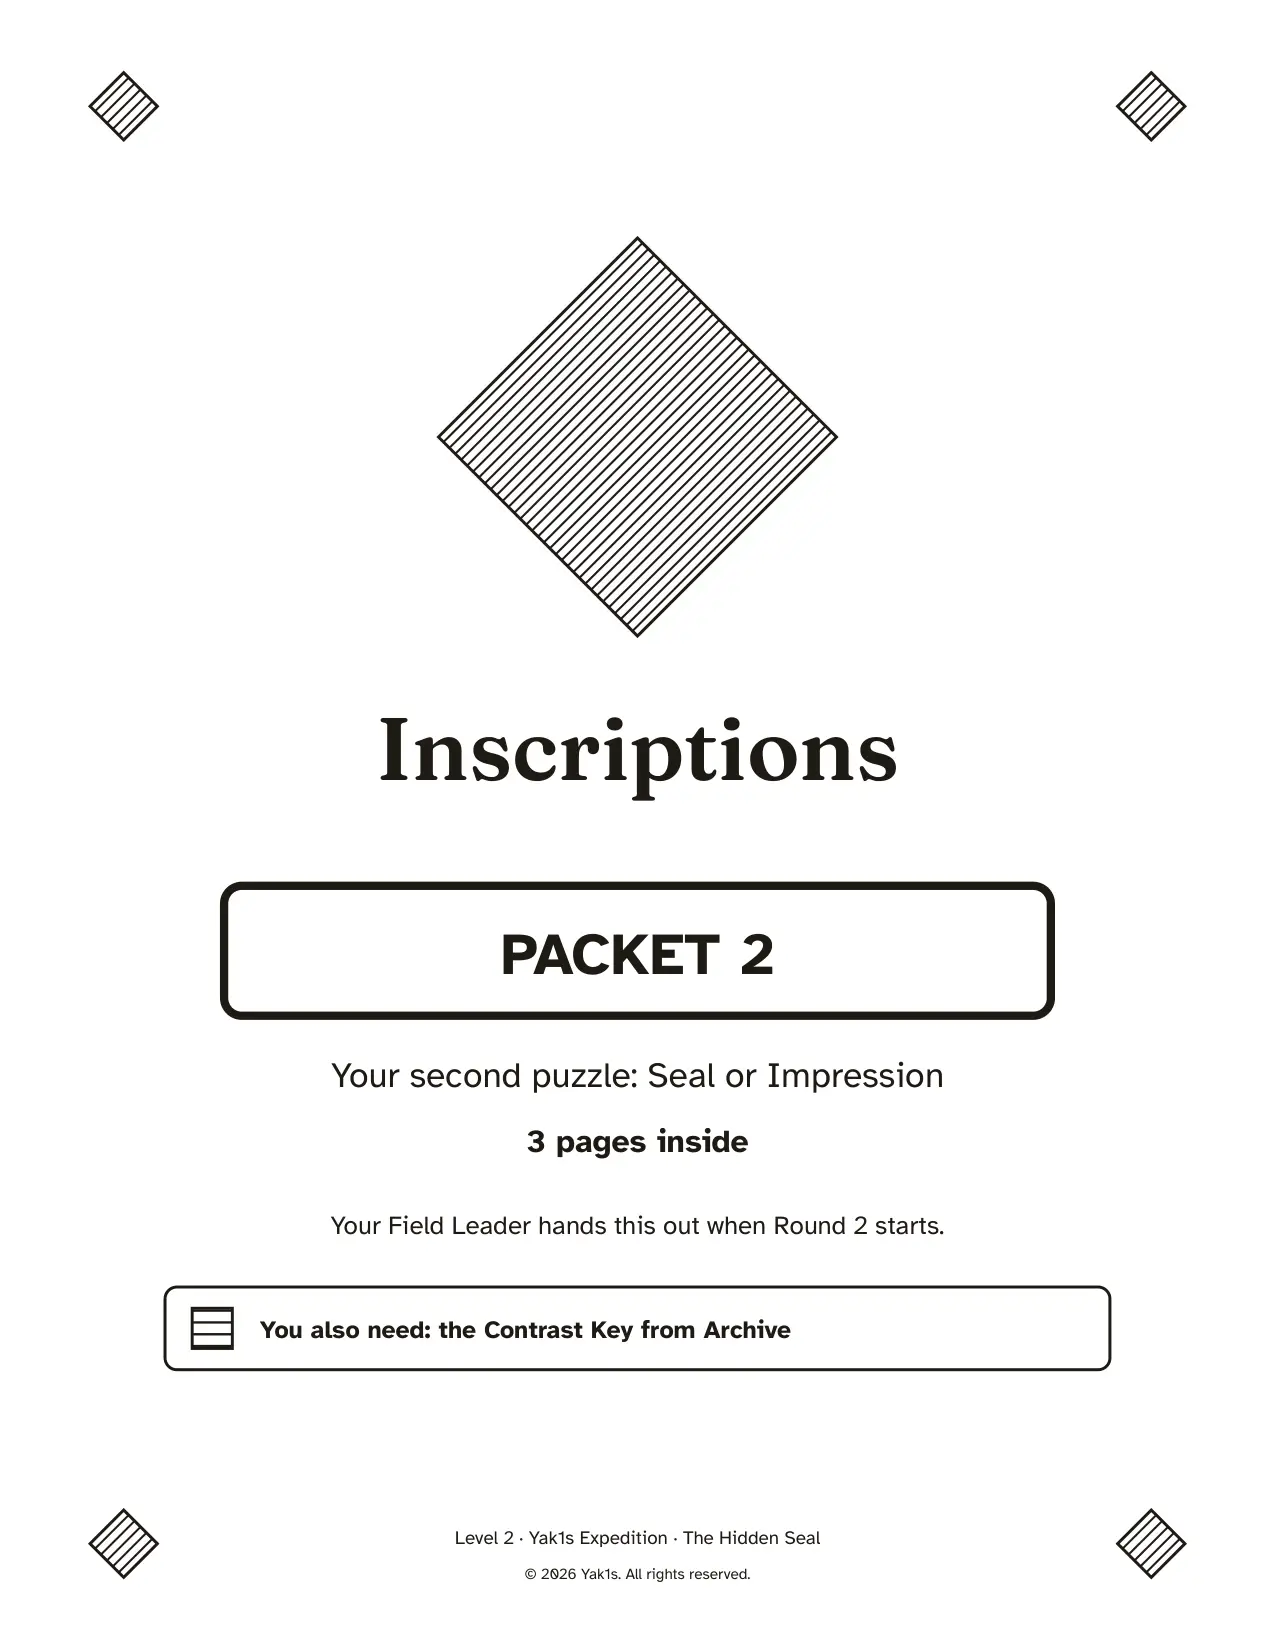 Inscriptions
PACKET 2
Your second puzzle: Seal or Impression
3 pages inside
Your Field Leader hands this out when Round 2 starts.
You also need: the Contrast Key from Archive
Level 2 · Yak1s Expedition · The Hidden Seal
© 2026 Yak1s. All rights reserved.